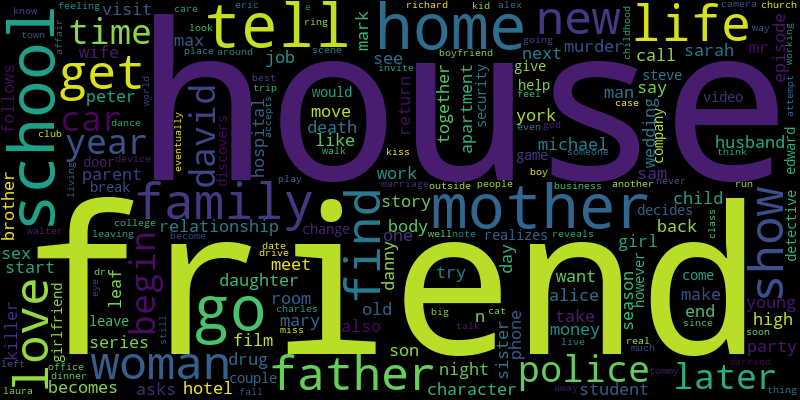 house
friend
school
home
life
new
tell
get
time
car
year
family
mother
father
woman
love
go
find
show
police
later
begin
david
relationship
daughter
series
film
meet
room
mary
drug
hotel
asks
becomes
start
sex
leave
leaf
brother
girlfriend
killer
couple
night
son
character
student
party
high
young
detective
money
phone
sister
alice
want
take
try
day
girl
child
decides
back
season
however
make
come
end
since
soon
real
much
live
talk
cat
big
n
wellnote
realizes
reveals
story
body
one
danny
old
also
change
work
michael
death
move
would
like
walk
kiss
play
marriage
outside
people
business
another
never
run
boy
god
someone
think
husband
edward
company
wedding
sam
game
even
feel
york
help
give
next
see
boyfriend
together
apartment
security
return
invite
scene
ring
e
richard
kid
alex
mark
care
look
place
around
best
trip
accepts
job
max
eric
affair
world
wife
visit
feeling
know
town
follows
peter
door
device
parent
break
living
college
leaving
walter
club
dance
hospital
discovers
eventually
still
become
date
drive
miss
charles
fall
office
dinner
left
laura
eye
dr
tommy
away
married
thing
class
case
man
say
steve
call
sarah
murder
mr
episode
video
childhood
going
camera
church
way
working
attempt